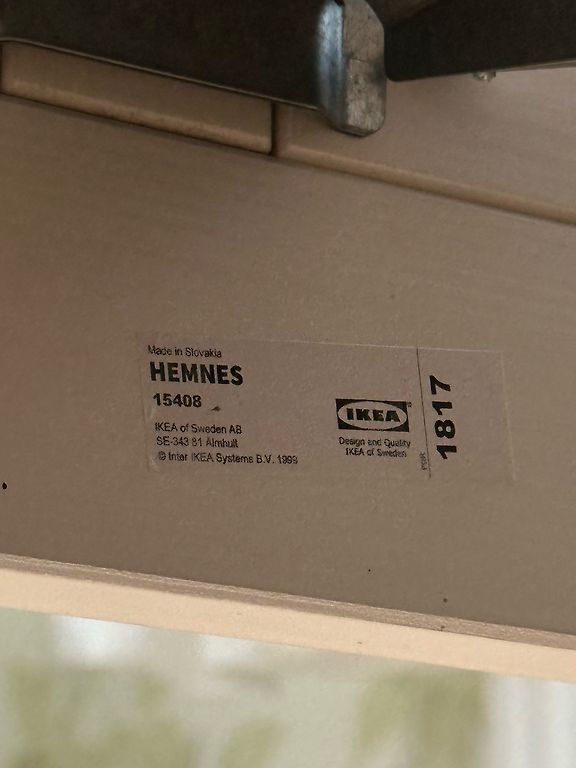 Made in Slovakia
HEMNES
15408
IKEA of Sweden AB
SE-343 81 Älmhult
© Inter IKEA Systems B.V. 1999
IKEA®
Design and Quality
IKEA of Sweden
1817